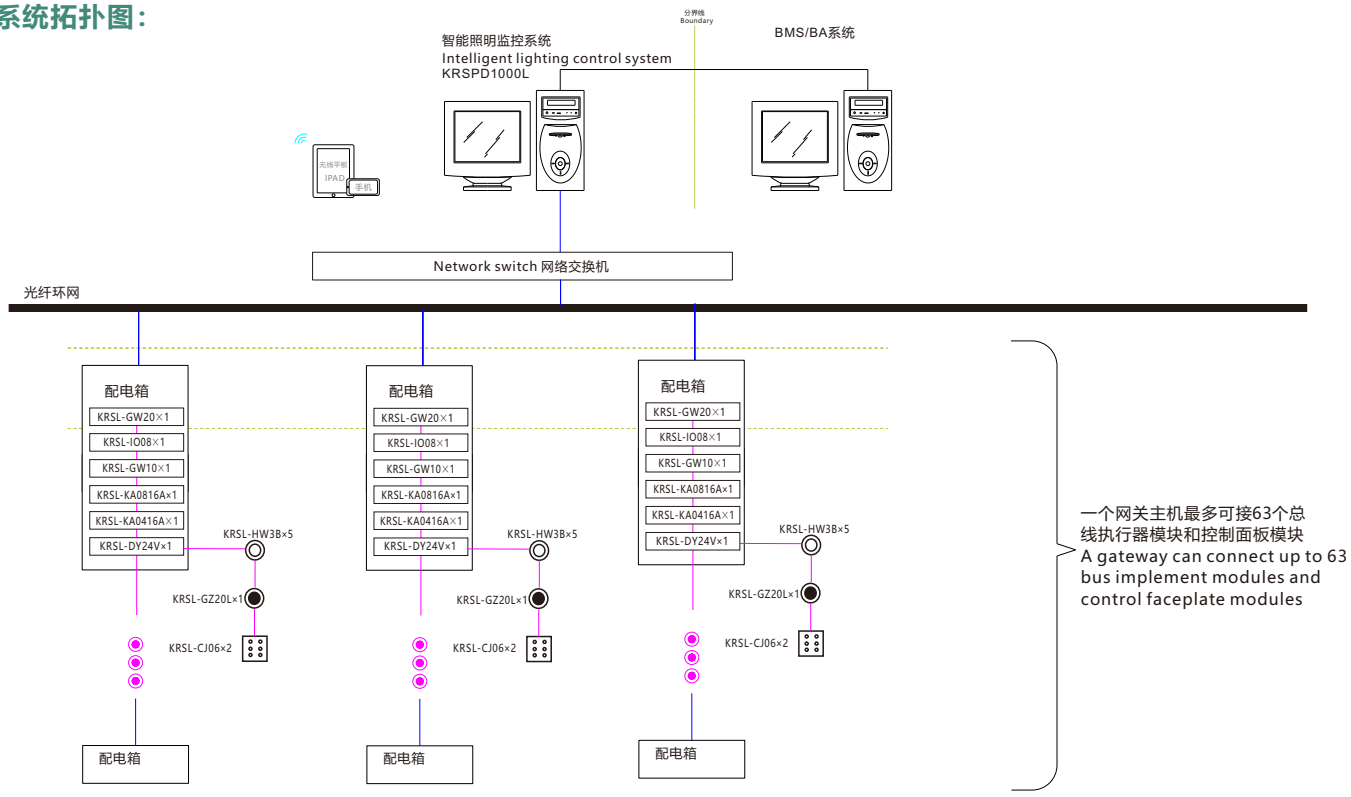 系统拓扑图：
分界线
Boundary
智能照明监控系统
Intelligent lighting control system
KRSPD1000L
BMS/BA系统
无线平板
IPAD
手机
Network switch 网络交换机
光纤环网
配电箱
KRSL-GW20×1
KRSL-IO08×1
KRSL-GW10×1
KRSL-KA0816A×1
KRSL-KA0416A×1
KRSL-DY24V×1
KRSL-HW3B×5
KRSL-GZ20L×1
KRSL-CJ06×2
配电箱
配电箱
KRSL-GW20×1
KRSL-IO08×1
KRSL-GW10×1
KRSL-KA0816A×1
KRSL-KA0416A×1
KRSL-DY24V×1
KRSL-HW3B×5
KRSL-GZ20L×1
KRSL-CJ06×2
配电箱
配电箱
KRSL-GW20×1
KRSL-IO08×1
KRSL-GW10×1
KRSL-KA0816A×1
KRSL-KA0416A×1
KRSL-DY24V×1
KRSL-HW3B×5
KRSL-GZ20L×1
KRSL-CJ06×2
配电箱
一个网关主机最多可接63个总
线执行器模块和控制面板模块
A gateway can connect up to 63
bus implement modules and
control faceplate modules